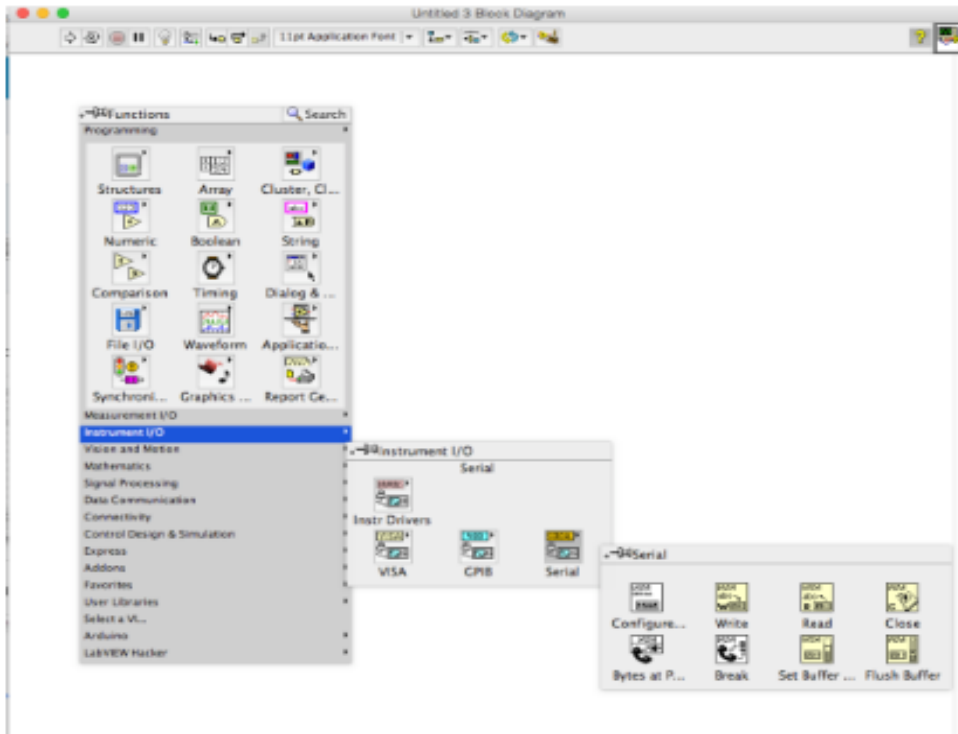 Untitled 3 Block Diagram
11pt Application Font
Functions
Search
Programming
Structures Array Cluster, Cl...
Numeric Boolean String
Comparison Timing Dialog & ...
File I/O Waveform Applicatio...
Synchroni... Graphics ... Report Ge...
Measurement I/O
Instrument I/O
Vision and Motion
Mathematics
Signal Processing
Data Communication
Connectivity
Control Design & Simulation
Express
Addons
Favorites
User Libraries
Select a VI...
Arduino
LabVIEW Hacker
Instrument I/O
Serial
Instr Drivers
VISA GPIB Serial
Serial
Configure... Write Read Close
Bytes at P... Break Set Buffer ... Flush Buffer